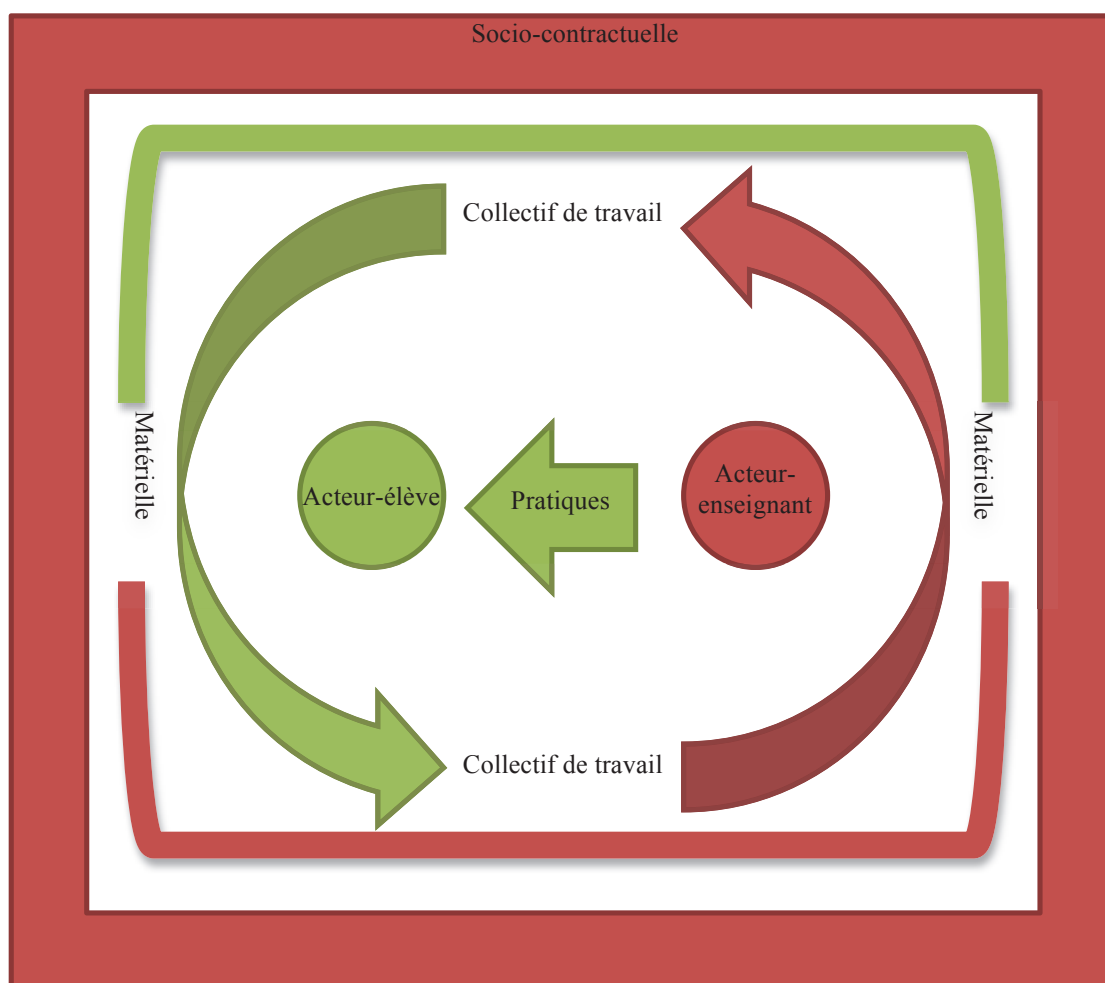 Socio-contractuelle
Collectif de travail
Matérielle
Acteur-élève
Pratiques
Acteur-
enseignant
Matérielle
Collectif de travail